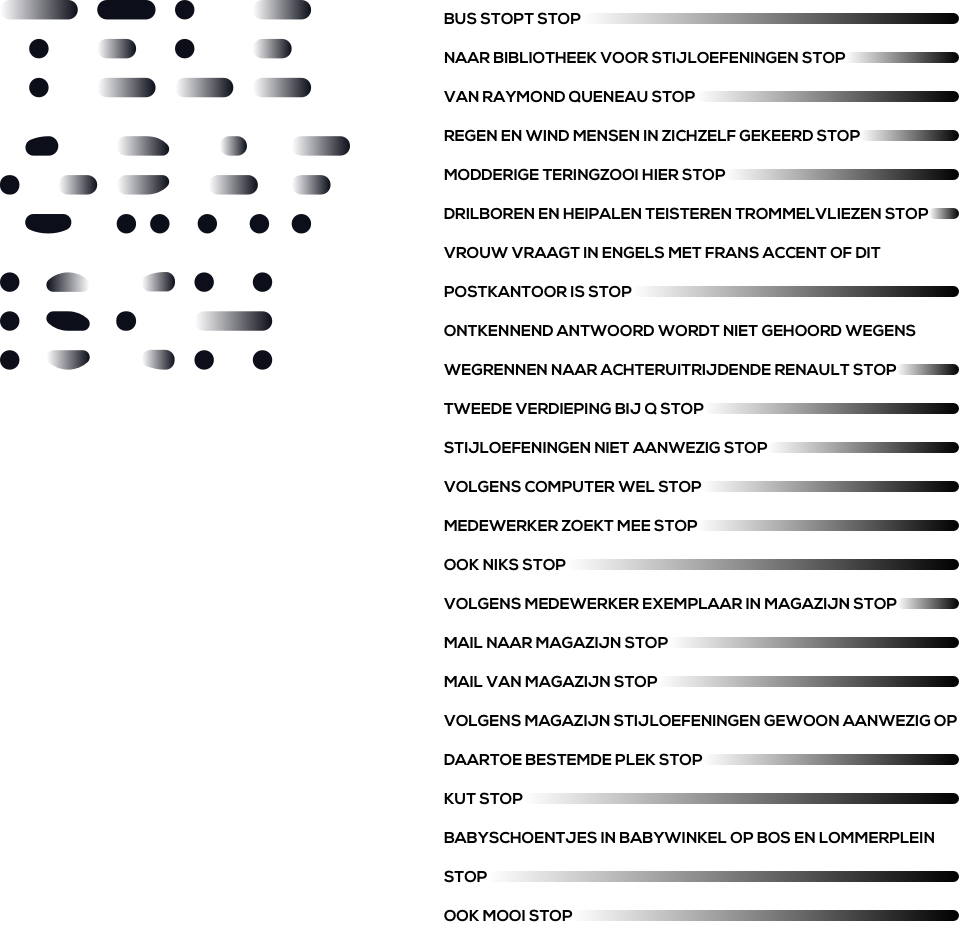 TELE
GRAF
ISCH
BUS STOPT STOP
NAAR BIBLIOTHEEK VOOR STIJLOEFENINGEN STOP
VAN RAYMOND QUENEAU STOP
REGEN EN WIND MENSEN IN ZICHZELF GEKEERD STOP
MODDERIGE TERINGZOOI HIER STOP
DRILBOREN EN HEIPALEN TEISTEREN TROMMELVLIEZEN STOP
VROUW VRAAGT IN ENGELS MET FRANS ACCENT OF DIT
POSTKANTOOR IS STOP
ONTKENNEND ANTWOORD WORDT NIET GEHOORD WEGENS
WEGRENNEN NAAR ACHTERUITRIJDENDE RENAULT STOP
TWEEDE VERDIEPING BIJ Q STOP
STIJLOEFENINGEN NIET AANWEZIG STOP
VOLGENS COMPUTER WEL STOP
MEDEWERKER ZOEKT MEE STOP
OOK NIKS STOP
VOLGENS MEDEWERKER EXEMPLAAR IN MAGAZIJN STOP
MAIL NAAR MAGAZIJN STOP
MAIL VAN MAGAZIJN STOP
VOLGENS MAGAZIJN STIJLOEFENINGEN GEWOON AANWEZIG OP
DAARTOE BESTEMDE PLEK STOP
KUT STOP
BABYSCHOENTJES IN BABYWINKEL OP BOS EN LOMMERPLEIN
STOP
OOK MOOI STOP